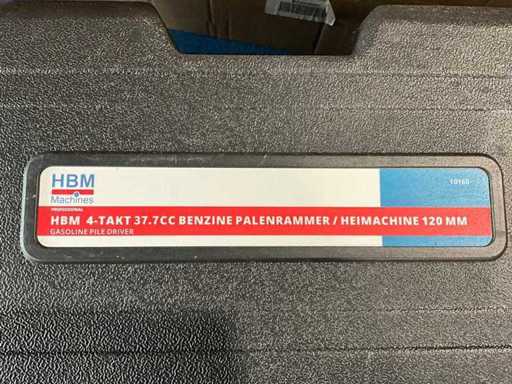 HBM
Machines
PROFESSIONAL
10160
HBM 4-TAKT 37.7CC BENZINE PALENRAMMER / HEIMACHINE 120 MM
GASOLINE PILE DRIVER